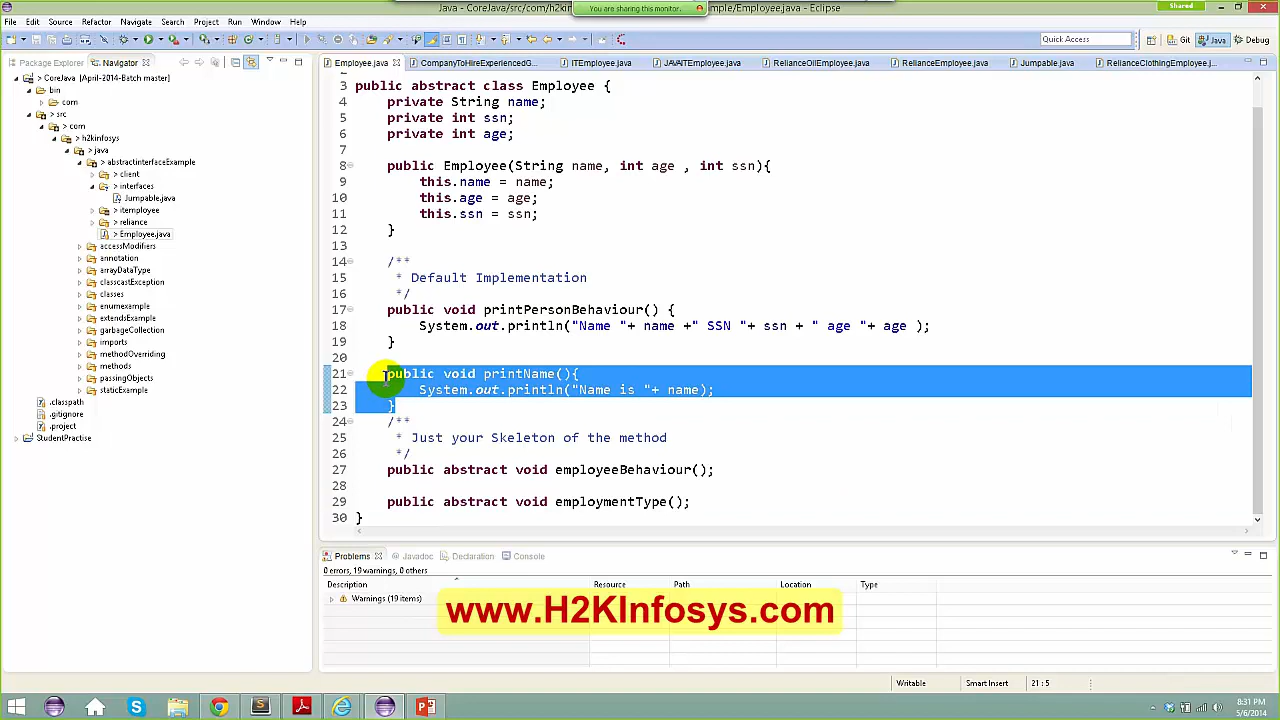 Java - CoreJava/src/com/h2kin
mple/Employee.java - Eclipse
You are sharing this monitor.
Shared
File Edit Source Refactor Navigate Search Project Run Window Help
Quick Access
Git
Java
Debug
Package Explorer
Navigator
Employee.java
CompanyToHireExperiencedG...
ITEmployee.java
JAVAITEmployee.java
RelianceOilEmployee.java
RelianceEmployee.java
Jumpable.java
RelianceClothingEmployee.j...
> CoreJava [April-2014-Batch master]
bin
com
> src
> com
> h2kinfosys
> java
> abstractinterfaceExample
> client
> interfaces
Jumpable.java
> itemployee
> reliance
> Employee.java
accessModifiers
annotation
arrayDataType
classcastException
classes
enumexample
extendsExample
garbageCollection
imports
methodOverriding
methods
passingObjects
staticExample
.classpath
.gitignore
.project
StudentPractise
3 public abstract class Employee {
4 private String name;
5 private int ssn;
6 private int age;
7
8 public Employee(String name, int age , int ssn){
9 this.name = name;
10 this.age = age;
11 this.ssn = ssn;
12 }
13
14 /**
15 * Default Implementation
16 */
17 public void printPersonBehaviour() {
18 System.out.println("Name "+ name +" SSN "+ ssn + " age "+ age );
19 }
20
21 public void printName(){
22 System.out.println("Name is "+ name);
23 }
24 /**
25 * Just your Skeleton of the method
26 */
27 public abstract void employeeBehaviour();
28
29 public abstract void employmentType();
30 }
Problems
Javadoc
Declaration
Console
0 errors, 19 warnings, 0 others
Description Resource Path Location Type
Warnings (19 items)
www.H2KInfosys.com
Writable Smart Insert 21 : 5
8:31 PM
5/6/2014